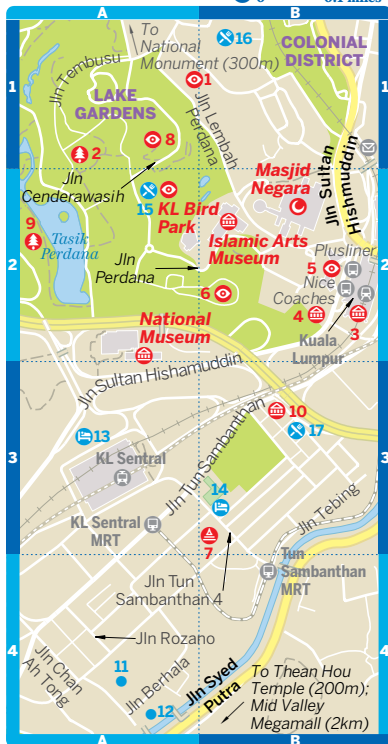 0.1 miles
A
B
To
National
Monument (300m)
16
COLONIAL
DISTRICT
1
1
Jln Tembusu
1
LAKE
GARDENS
Jln Lembah
Perdana
8
2
Jln
Cenderawasih
Masjid
Negara
Jln Sultan
Hishmuddin
15
KL Bird
Park
9
Tasik
Perdana
Islamic Arts
Museum
Plusliner
5
2
2
Jln
Perdana
Nice
Coaches
6
4
3
National
Museum
Kuala
Lumpur
Jln Sultan Hishamuddin
10
17
13
Jln Tun Sambanthan
3
3
KL Sentral
14
KL Sentral
MRT
Jln Tebing
7
Tun
Sambanthan
MRT
Jln Tun
Sambanthan 4
Jln Rozano
4
4
Jln Chan
Ah Tong
11
Jln Berhala
12
Jln Syed
Putra
To Thean Hou
Temple (200m);
Mid Valley
Megamall (2km)
A
B